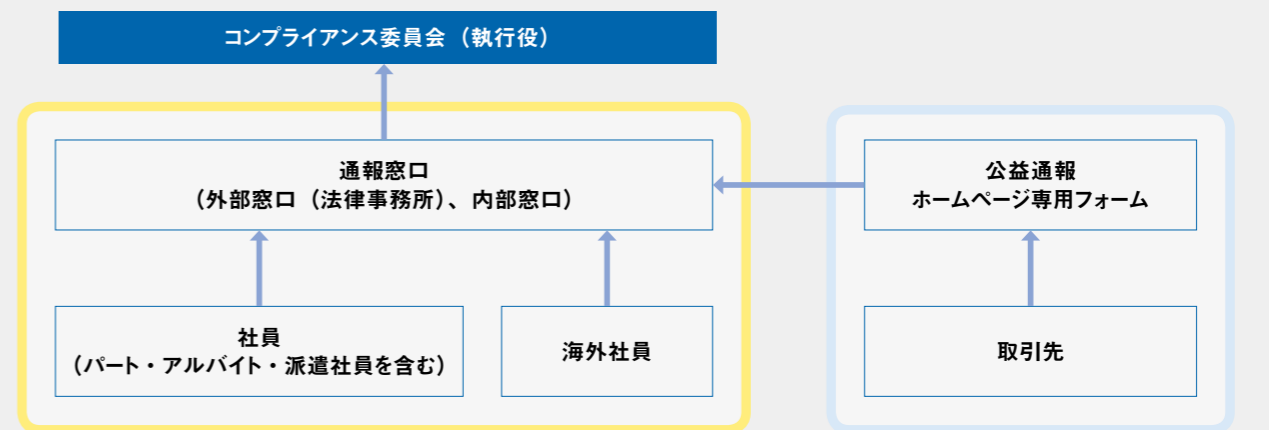 コンプライアンス委員会（執行役）
通報窓口
（外部窓口（法律事務所）、内部窓口）
公益通報
ホームページ専用フォーム
社員
（パート・アルバイト・派遣社員を含む）
海外社員
取引先